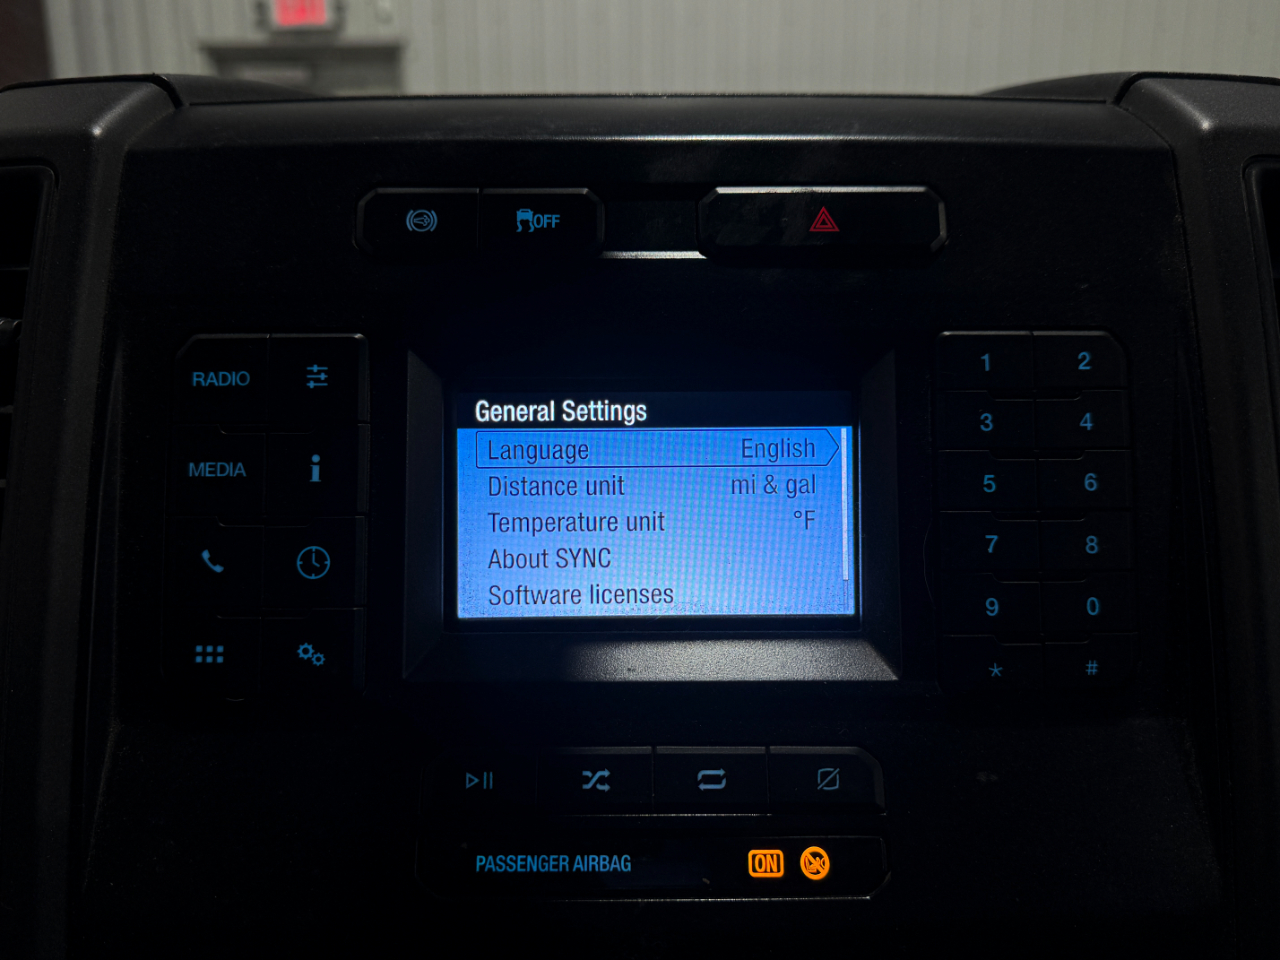 EXIT
OFF
RADIO
MEDIA
General Settings
Language English
Distance unit mi & gal
Temperature unit °F
About SYNC
Software licenses
1 2
3 4
5 6
7 8
9 0
* #
PASSENGER AIRBAG ON